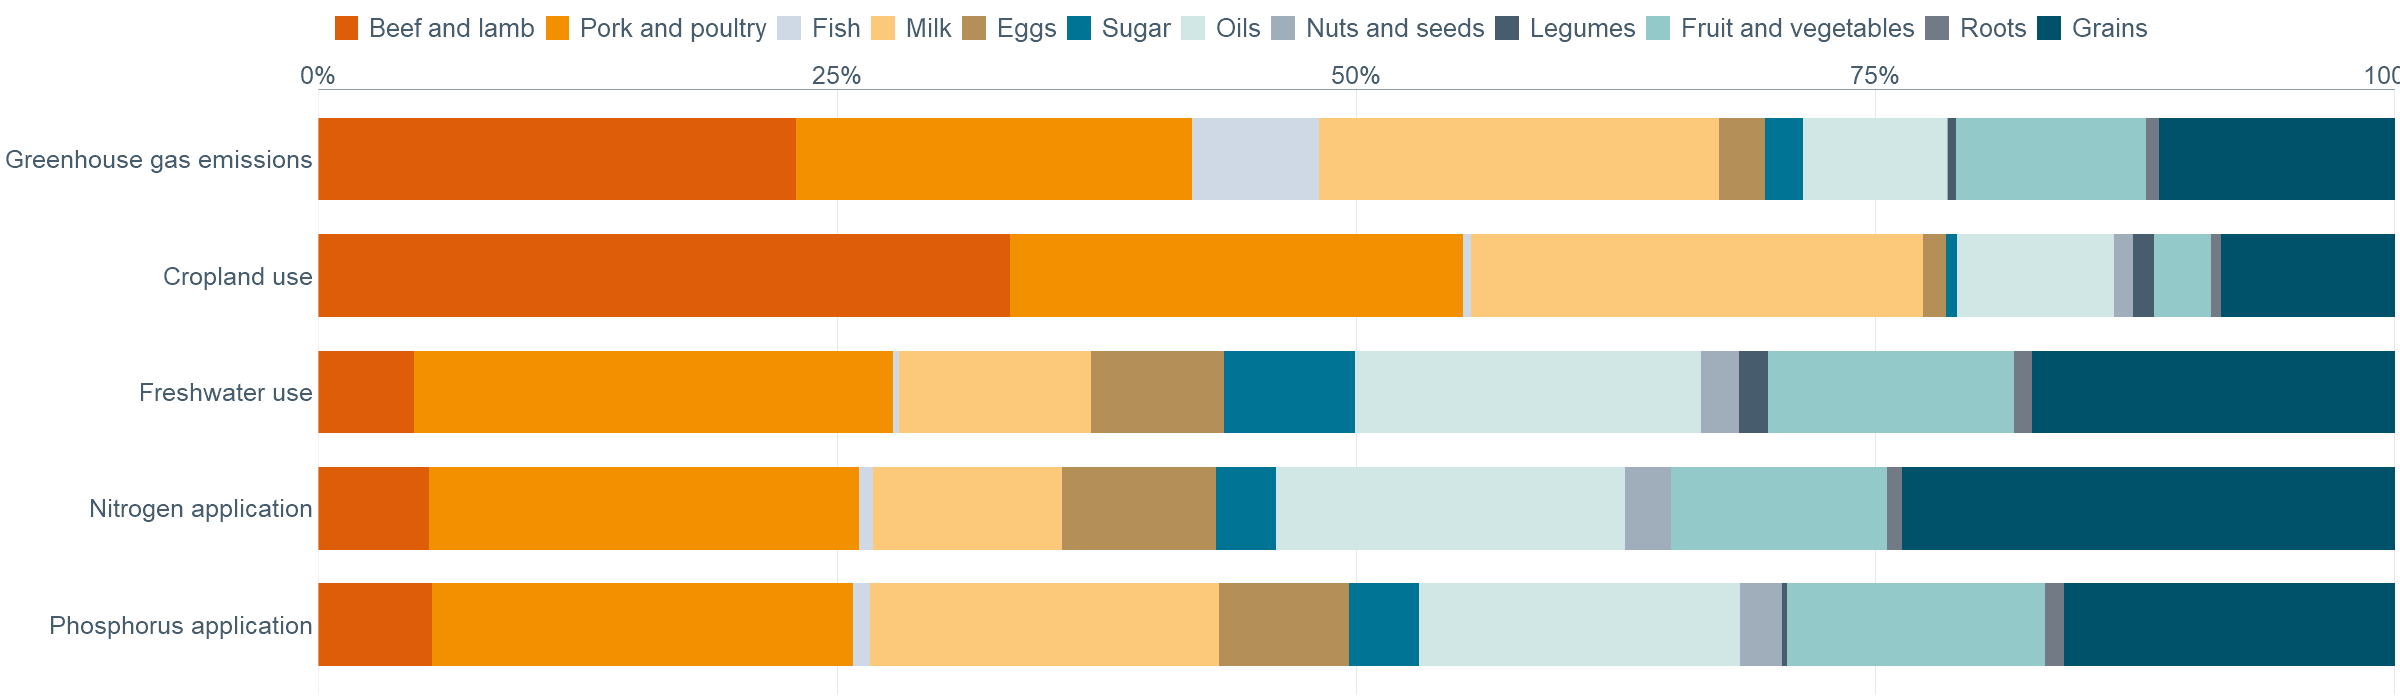 Beef and lamb Pork and poultry Fish Milk Eggs Sugar Oils Nuts and seeds Legumes Fruit and vegetables Roots Grains
0% 25% 50% 75% 100
Greenhouse gas emissions
Cropland use
Freshwater use
Nitrogen application
Phosphorus application